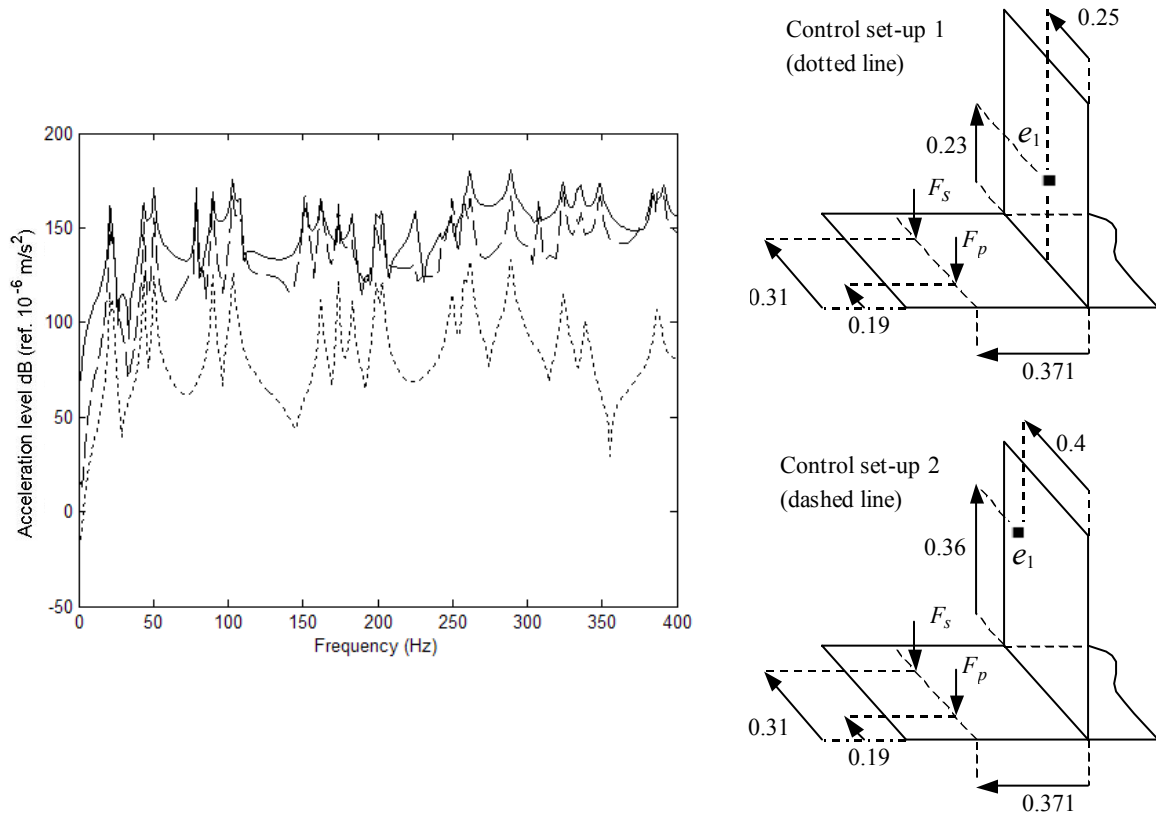 Acceleration level dB (ref. 10⁻⁶ m/s²)
200
150
100
50
0
-50
0
50
100
150
200
250
300
350
400
Frequency (Hz)
Control set-up 1
(dotted line)
0.25
0.23
e₁
Fₛ
Fₚ
0.31
0.19
0.371
Control set-up 2
(dashed line)
0.4
0.36
e₁
Fₛ
Fₚ
0.31
0.19
0.371